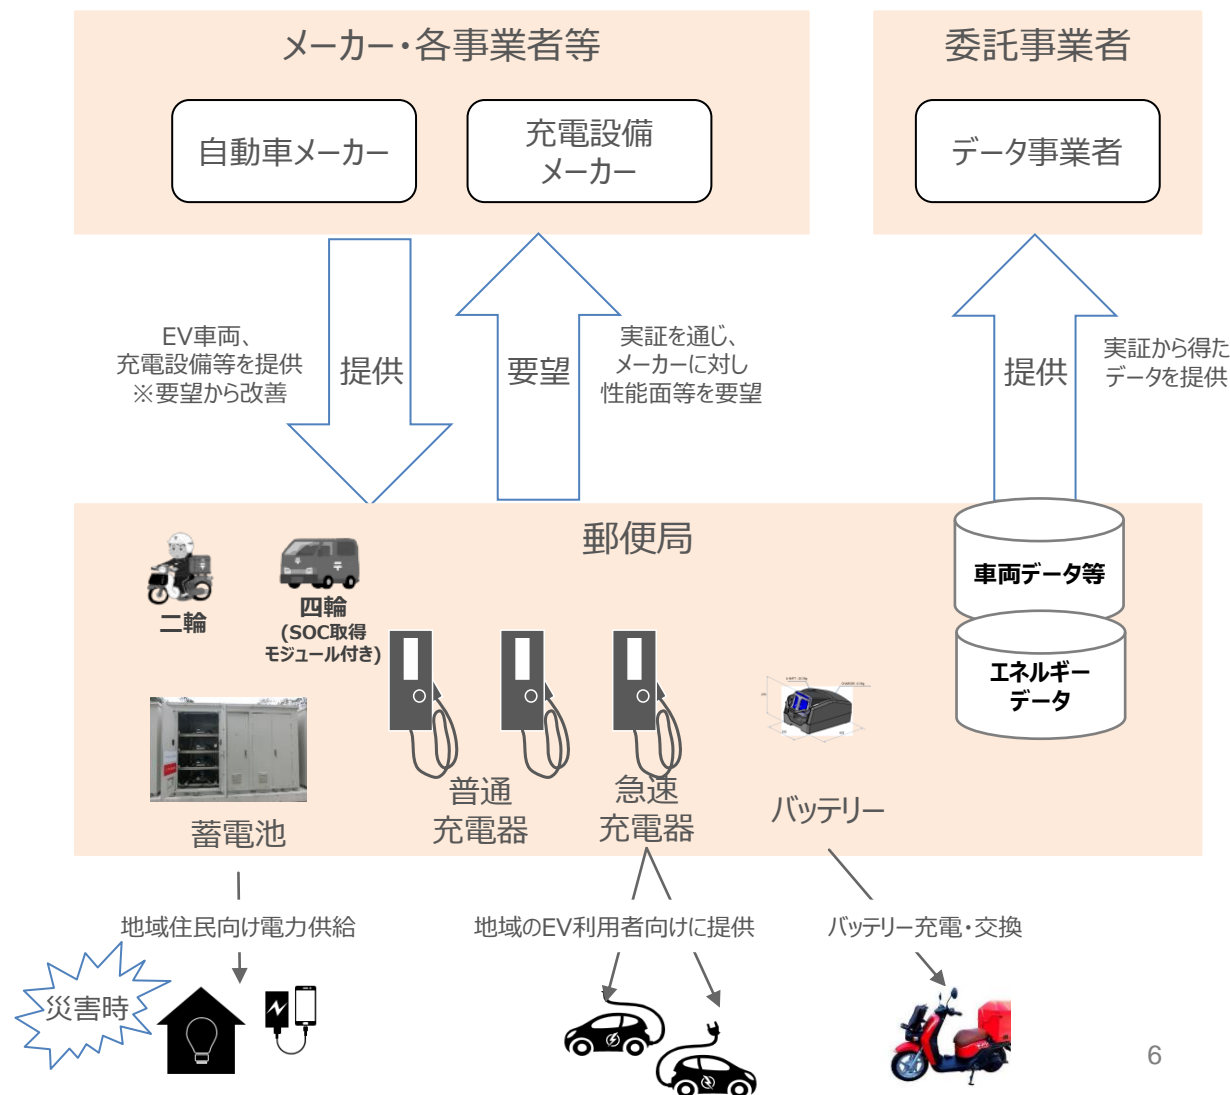 メーカー・各事業者等
委託事業者
自動車メーカー
充電設備
メーカー
データ事業者
EV車両、
充電設備等を提供
※要望から改善
提供
要望
実証を通じ、
メーカーに対し
性能面等を要望
提供
実証から得た
データを提供
郵便局
二輪
四輪
(SOC取得
モジュール付き)
車両データ等
エネルギー
データ
蓄電池
普通
充電器
急速
充電器
バッテリー
地域住民向け電力供給
地域のEV利用者向けに提供
バッテリー充電・交換
災害時
6